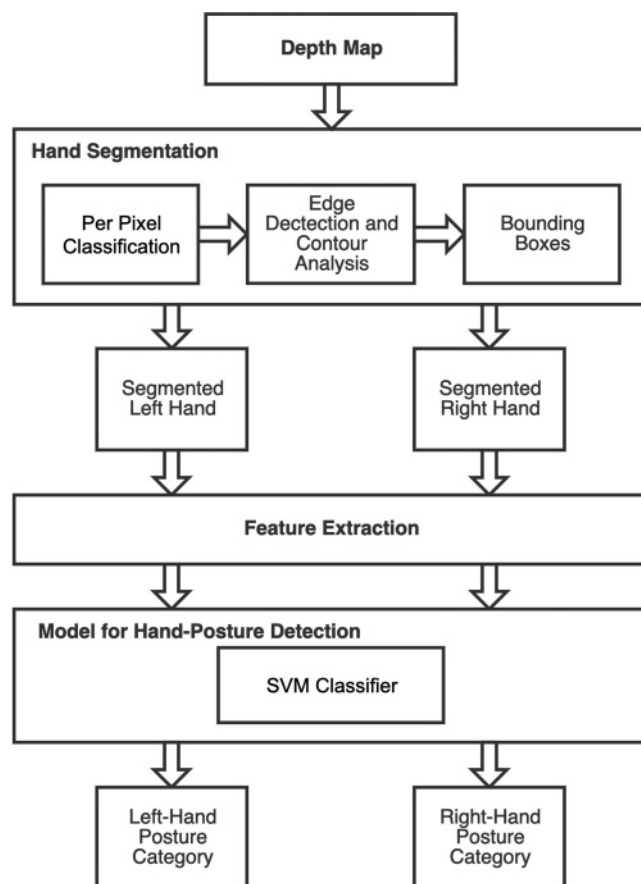 Depth Map
Hand Segmentation
Per Pixel
Classification
Edge
Dectection and
Contour
Analysis
Bounding
Boxes
Segmented
Left Hand
Segmented
Right Hand
Feature Extraction
Model for Hand-Posture Detection
SVM Classifier
Left-Hand
Posture
Category
Right-Hand
Posture
Category